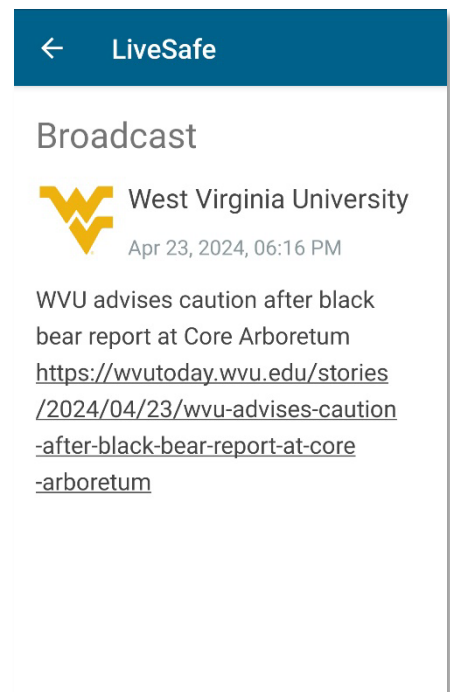 LiveSafe
Broadcast
West Virginia University
Apr 23, 2024, 06:16 PM
WVU advises caution after black
bear report at Core Arboretum
https://wvutoday.wvu.edu/stories
/2024/04/23/wvu-advises-caution
-after-black-bear-report-at-core
-arboretum